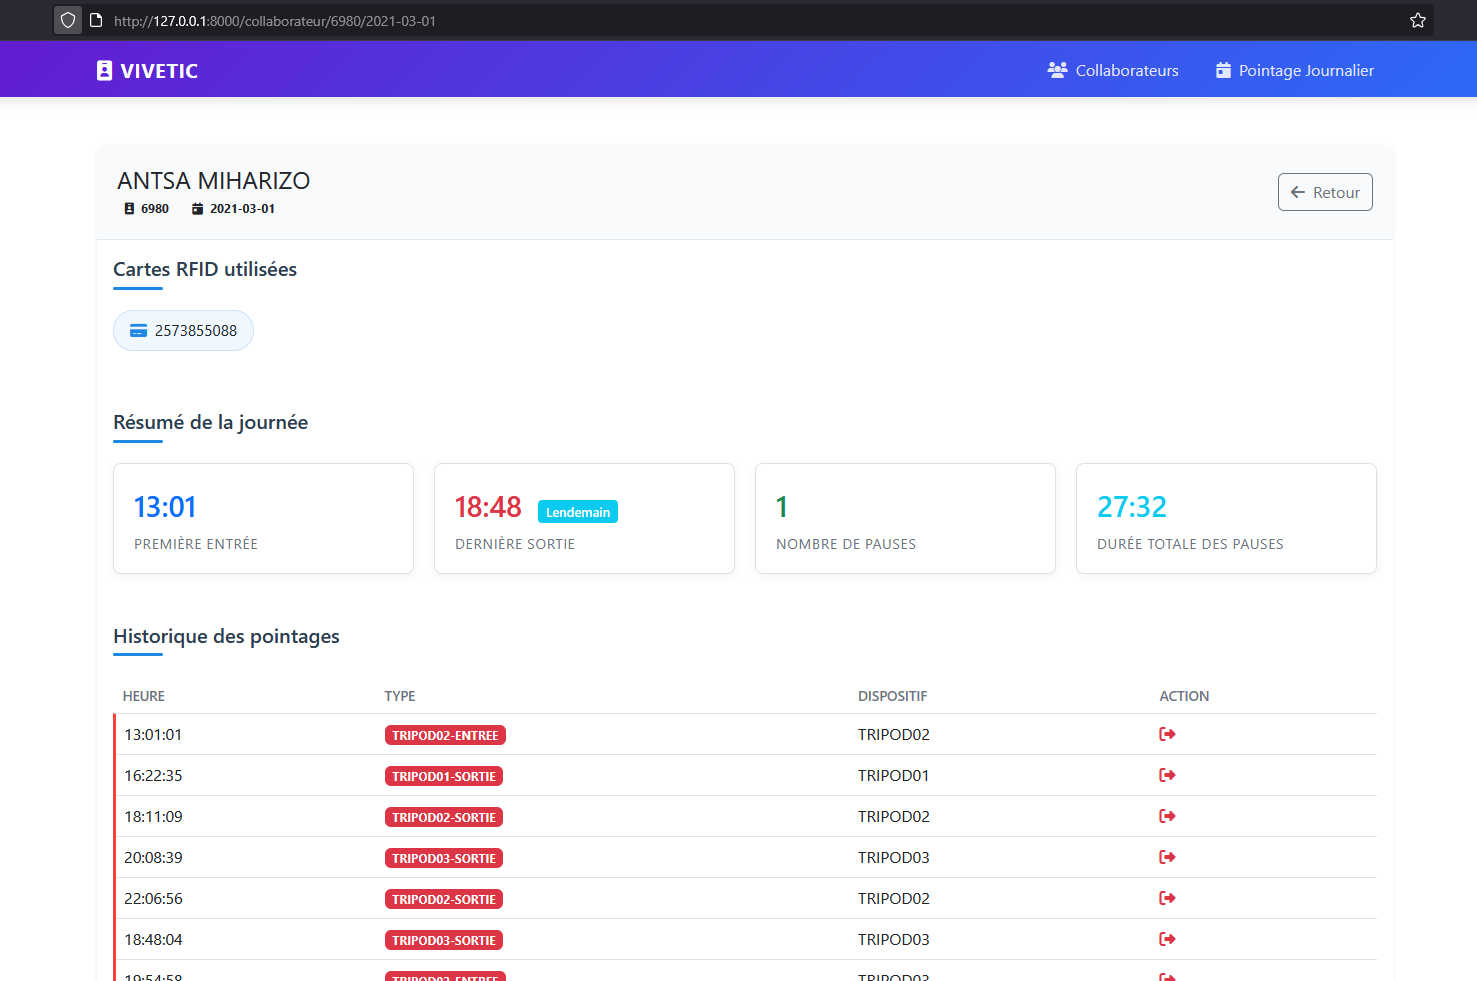 http://127.0.0.1:8000/collaborateur/6980/2021-03-01
VIVETIC
Collaborateurs
Pointage Journalier
ANTSA MIHARIZO
6980 2021-03-01
Retour
Cartes RFID utilisées
2573855088
Résumé de la journée
13:01
PREMIÈRE ENTRÉE
18:48 Lendemain
DERNIÈRE SORTIE
1
NOMBRE DE PAUSES
27:32
DURÉE TOTALE DES PAUSES
Historique des pointages
HEURE TYPE DISPOSITIF ACTION
13:01:01 TRIPOD02-ENTREE TRIPOD02
16:22:35 TRIPOD01-SORTIE TRIPOD01
18:11:09 TRIPOD02-SORTIE TRIPOD02
20:08:39 TRIPOD03-SORTIE TRIPOD03
22:06:56 TRIPOD02-SORTIE TRIPOD02
18:48:04 TRIPOD03-SORTIE TRIPOD03
19:54:58